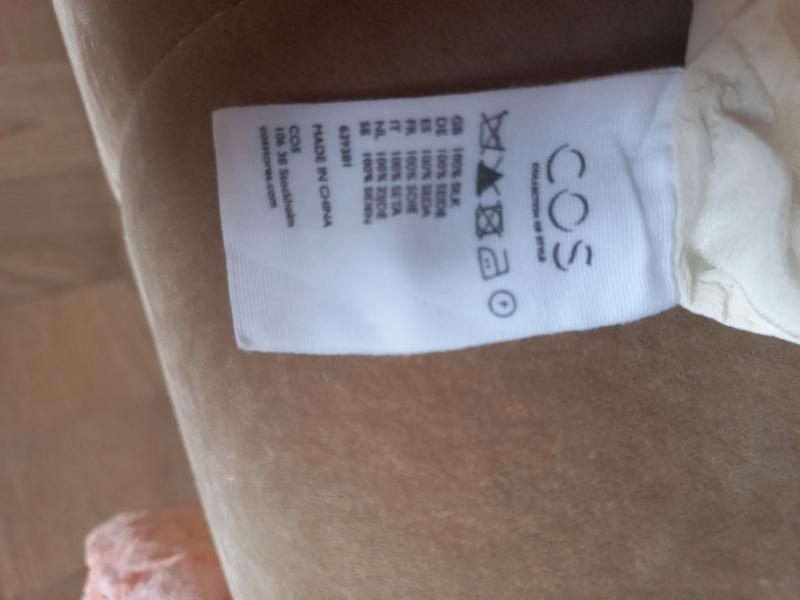 COS
COLLECTION OF STYLE
GB 100% SILK
DE 100% SEIDE
ES 100% SEDA
FR 100% SOIE
IT 100% SETA
NL 100% ZIJDE
SE 100% SIDEN
639381
MADE IN CHINA
COS
106 38 Stockholm
cosstores.com